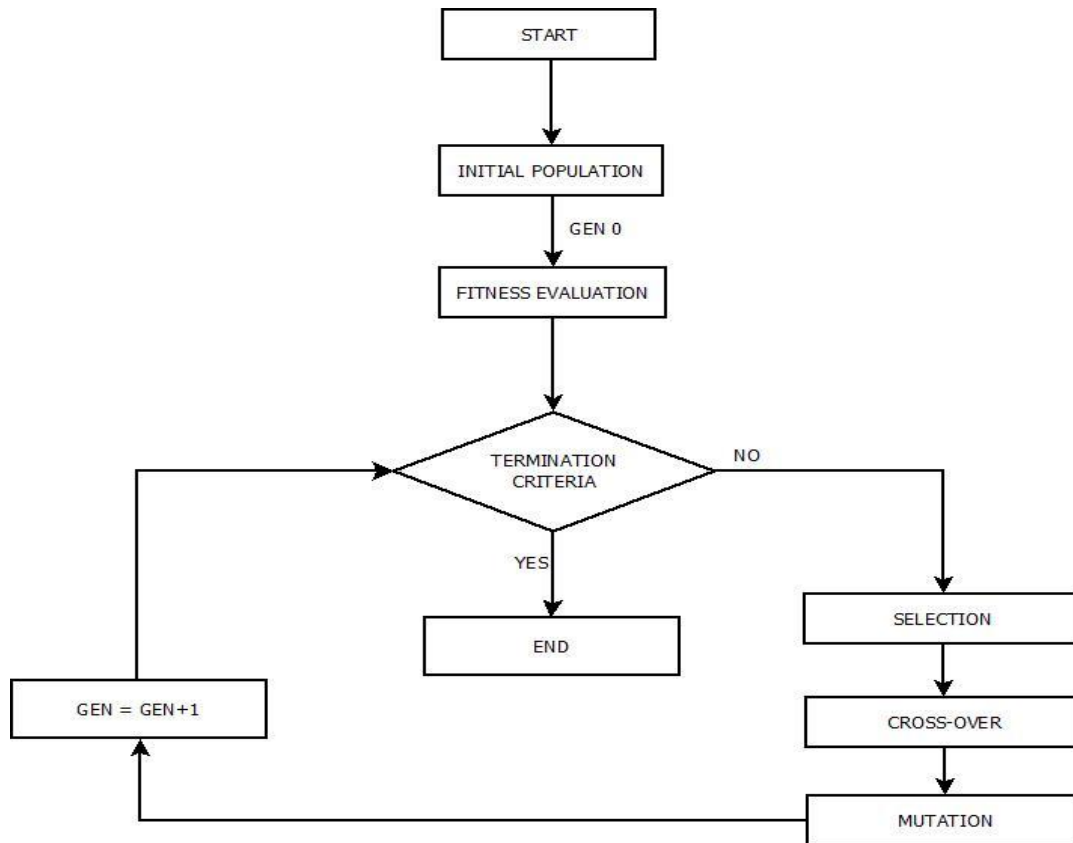 START
INITIAL POPULATION
GEN 0
FITNESS EVALUATION
TERMINATION
CRITERIA
NO
YES
END
SELECTION
CROSS-OVER
MUTATION
GEN = GEN+1